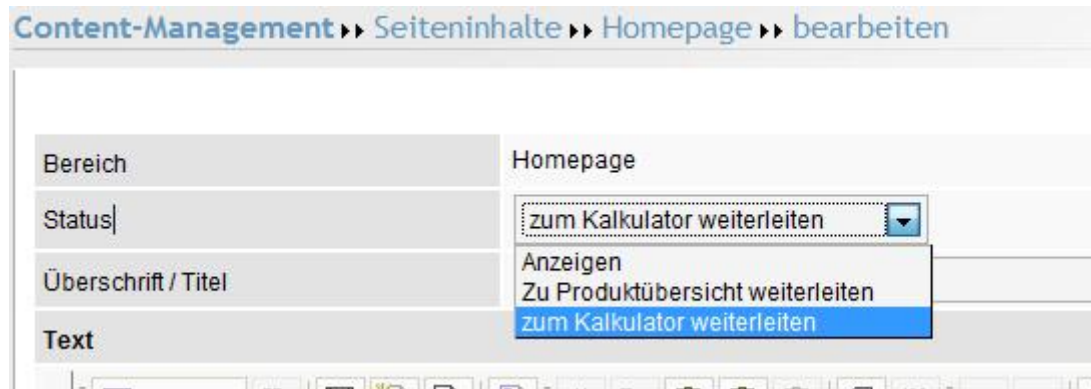 Content-Management Seiteninhalte Homepage bearbeiten
Bereich Homepage
Status zum Kalkulator weiterleiten
Anzeigen
Überschrift / Titel Zu Produktübersicht weiterleiten
zum Kalkulator weiterleiten
Text